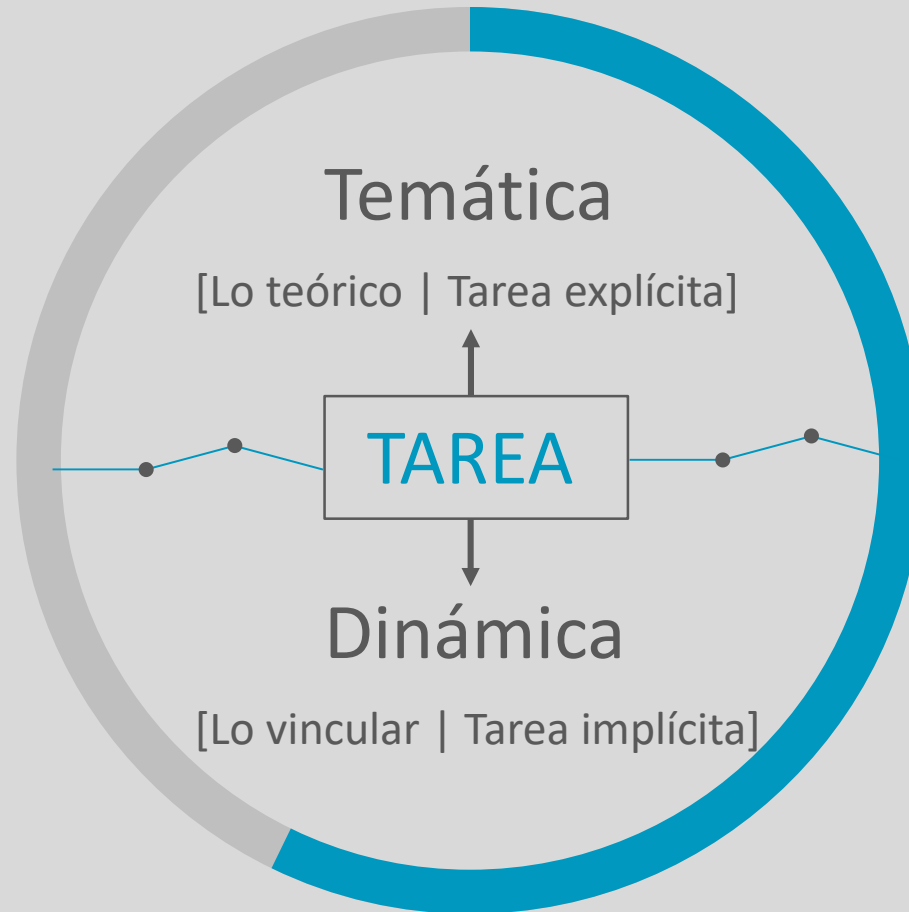 Temática
[Lo teórico | Tarea explícita]
TAREA
Dinámica
[Lo vincular | Tarea implícita]